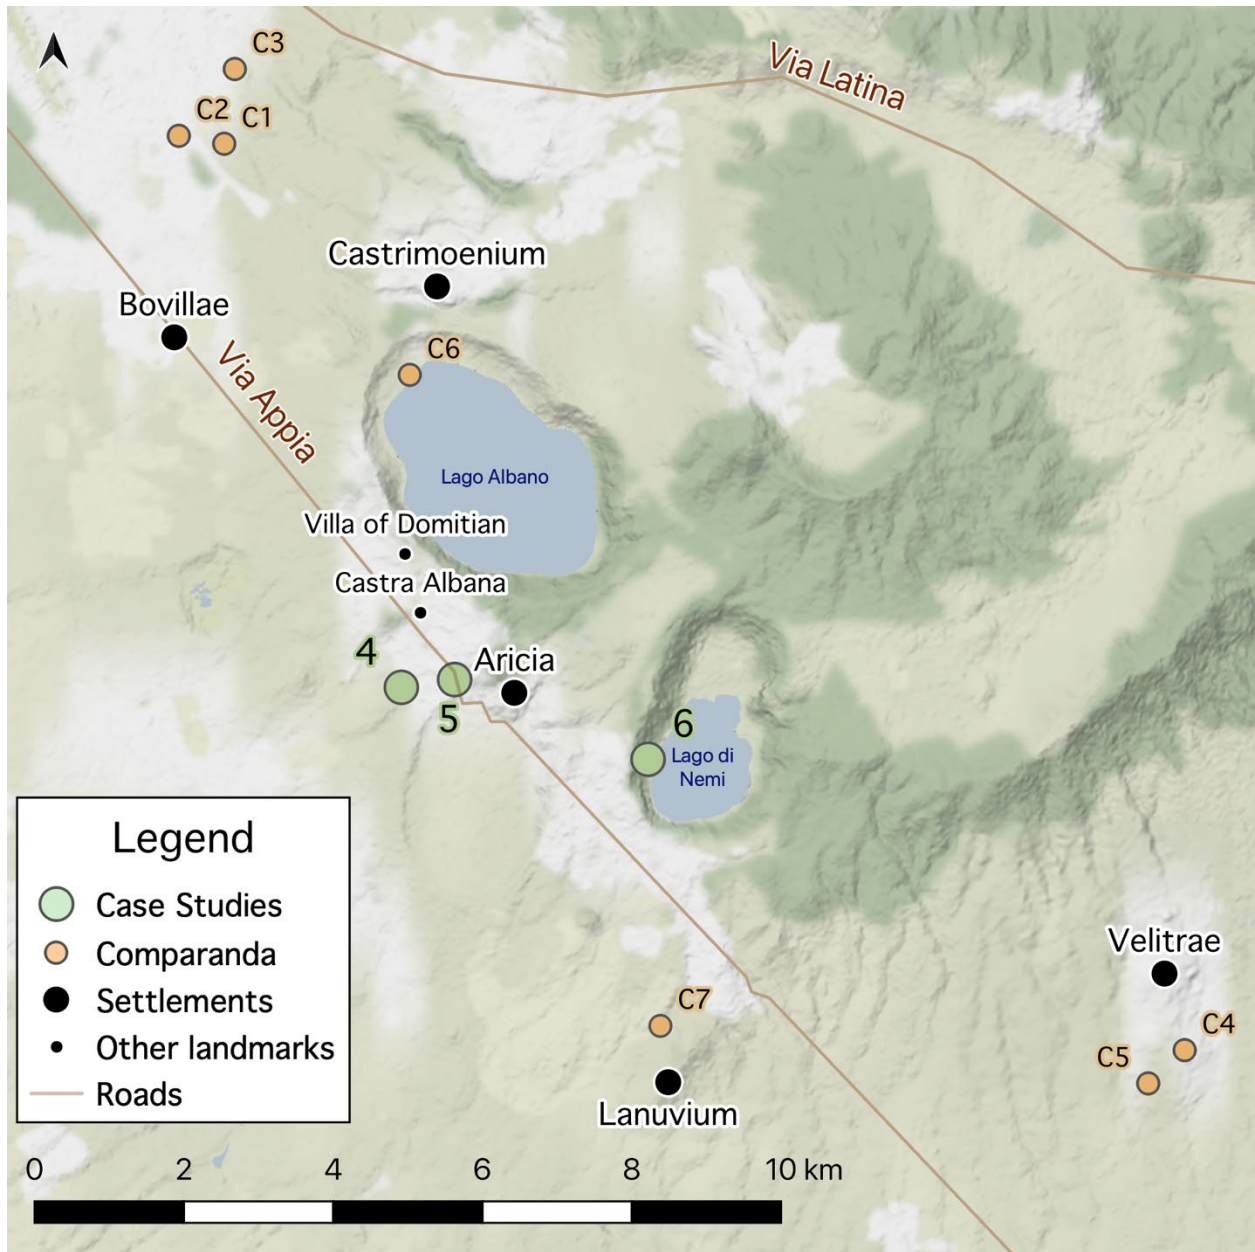 C3
Via Latina
C2
C1
Castrimoenium
Bovillae
C6
Via Appia
Lago Albano
Villa of Domitian
Castra Albana
4
Aricia
5
6
Lago di
Nemi
Legend
Case Studies
Comparanda
Settlements
Other landmarks
Roads
Velitrae
C7
C4
C5
Lanuvium
0 2 4 6 8 10 km